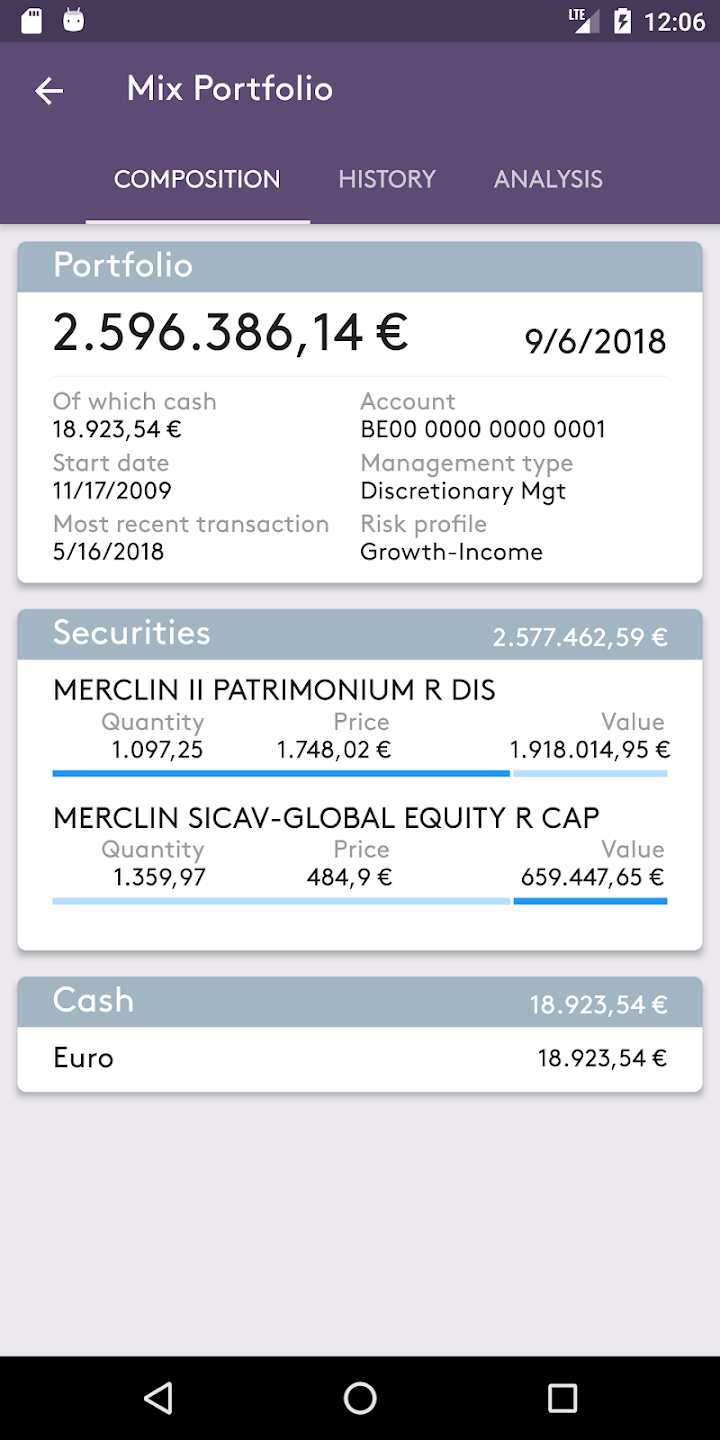 LTE 12:06
Mix Portfolio
COMPOSITION HISTORY ANALYSIS
Portfolio
2.596.386,14 € 9/6/2018
Of which cash Account
18.923,54 € BE00 0000 0000 0001
Start date Management type
11/17/2009 Discretionary Mgt
Most recent transaction Risk profile
5/16/2018 Growth-Income
Securities 2.577.462,59 €
MERCLIN II PATRIMONIUM R DIS
Quantity Price Value
1.097,25 1.748,02 € 1.918.014,95 €
MERCLIN SICAV-GLOBAL EQUITY R CAP
Quantity Price Value
1.359,97 484,9 € 659.447,65 €
Cash 18.923,54 €
Euro 18.923,54 €